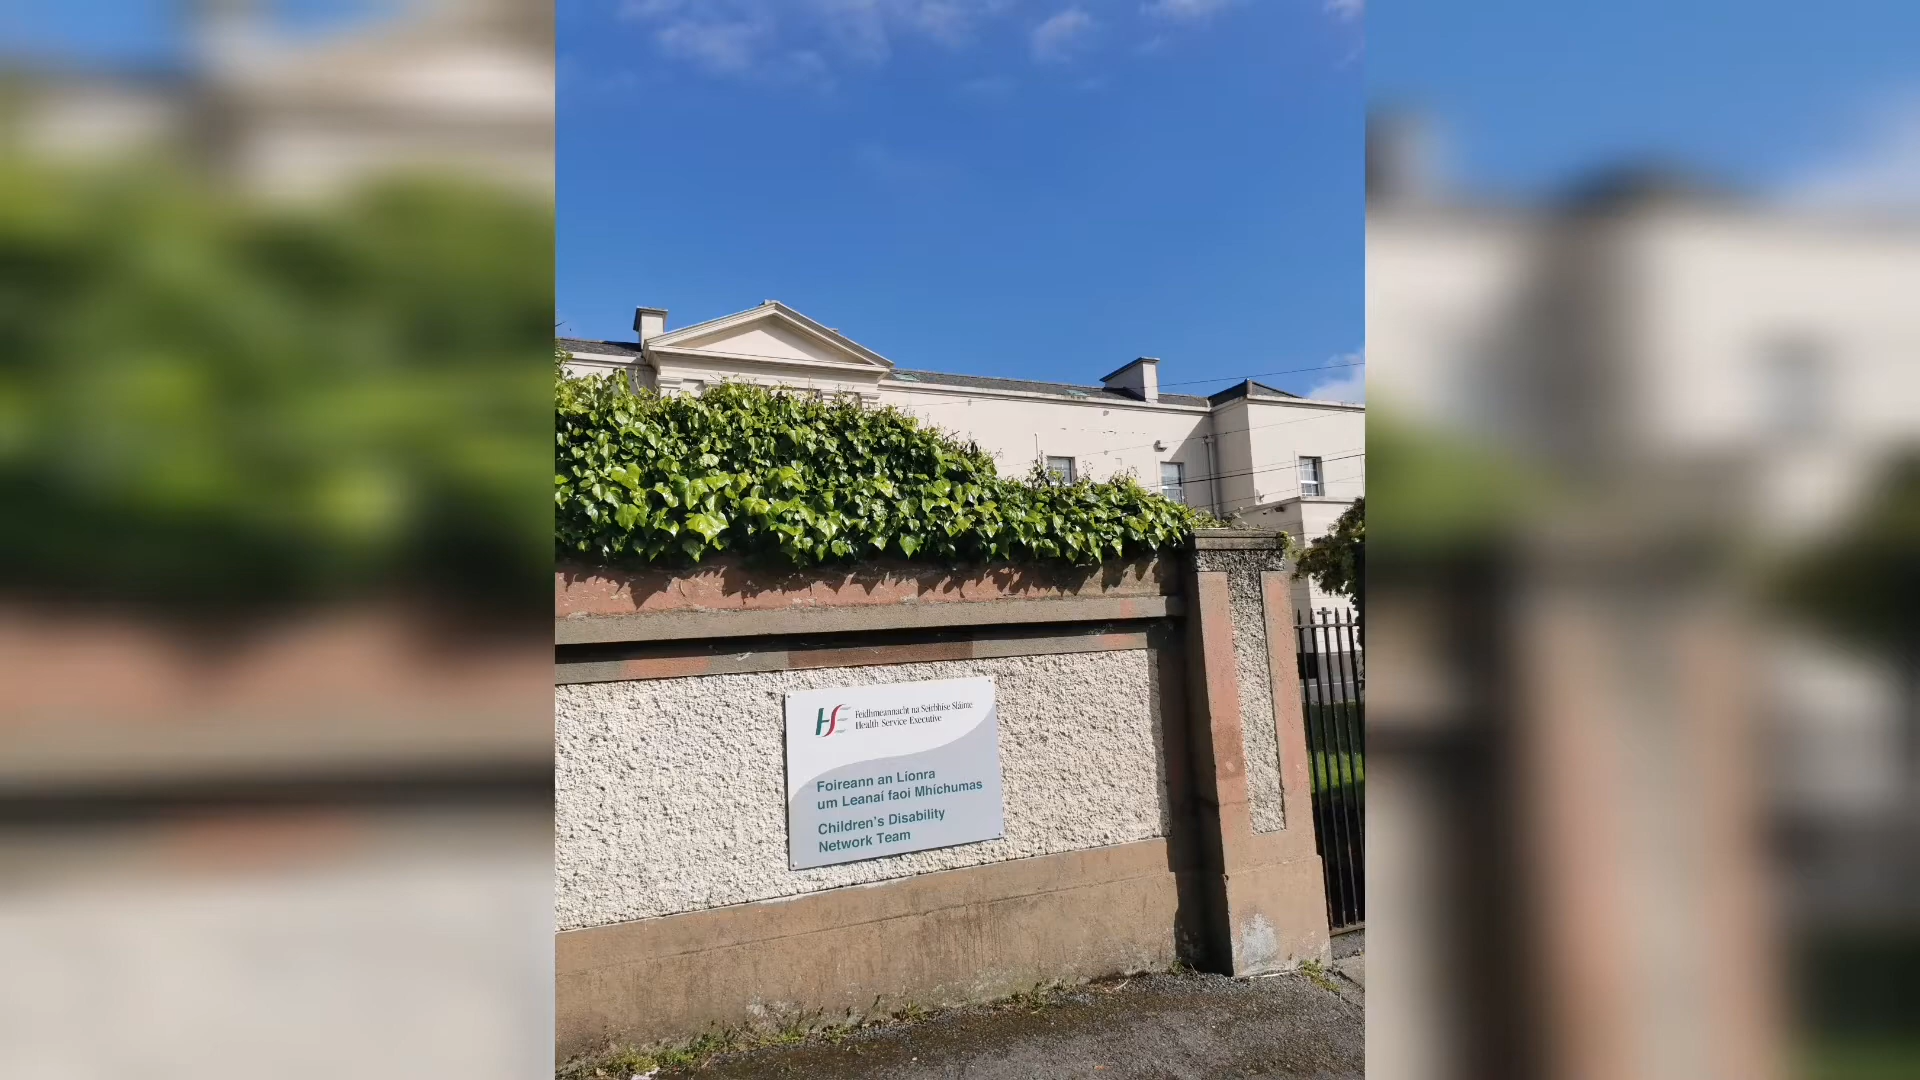 HSE
Feidhmeannacht na Seirbhíse Sláinte
Health Service Executive
Foireann an Líonra
um Leanaí faoi Mhíchumas
Children's Disability
Network Team